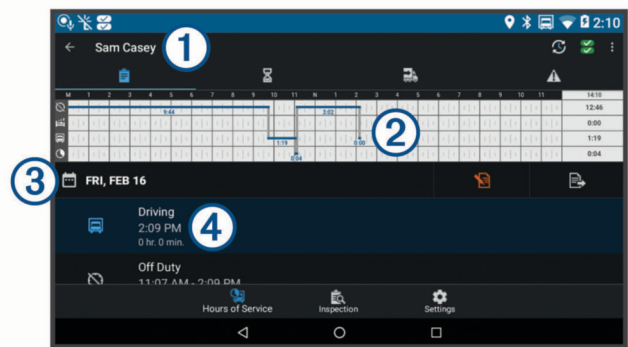 2:10
Sam Casey
1
M 1 2 3 4 5 6 7 8 9 10 11 N 1 2 3 4 5 6 7 8 9 10 11 14:10
12:46
9:44 2:02
0:00
2
1:19 0:00 1:19
0:04 0:04
3
FRI, FEB 16
Driving
2:09 PM
0 hr. 0 min.
4
Off Duty
11:07 AM - 2:09 PM
Hours of Service Inspection Settings